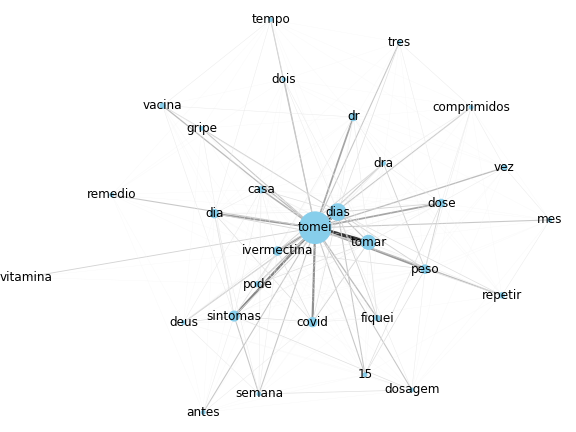 tempo
tres
dois
vacina
comprimidos
dr
gripe
dra
vez
casa
remedio
dose
dias
dia
mes
tomei
tomar
ivermectina
peso
vitamina
pode
repetir
sintomas
fiquei
deus
covid
15
dosagem
semana
antes